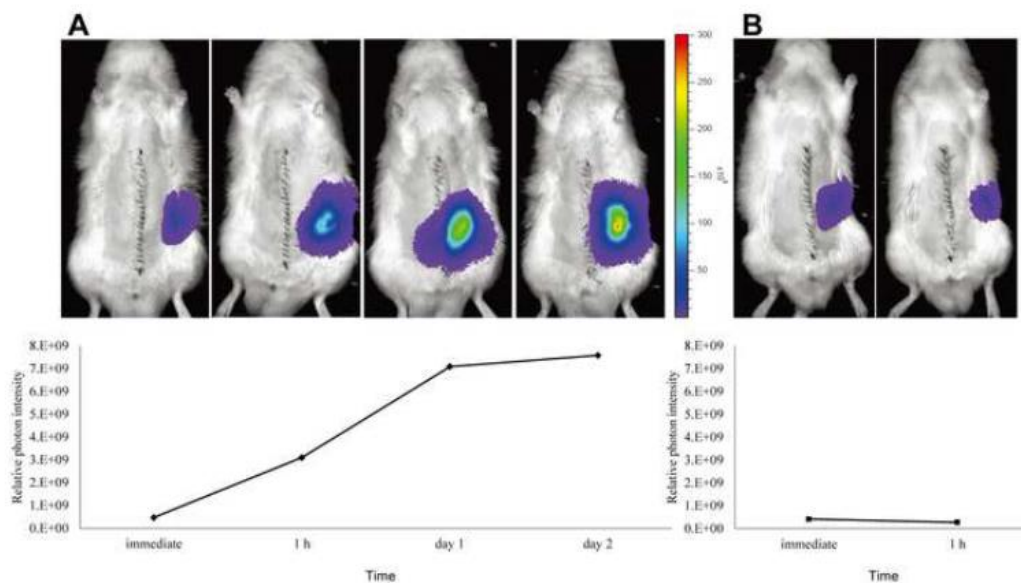 A
B
300
250
200
150
100
50
8.E+09
7.E+09
6.E+09
5.E+09
4.E+09
3.E+09
2.E+09
1.E+09
0.E+00
Relative photon intensity
immediate 1 h day 1 day 2
Time
8.E+09
7.E+09
6.E+09
5.E+09
4.E+09
3.E+09
2.E+09
1.E+09
0.E+00
Relative photon intensity
immediate 1 h
Time